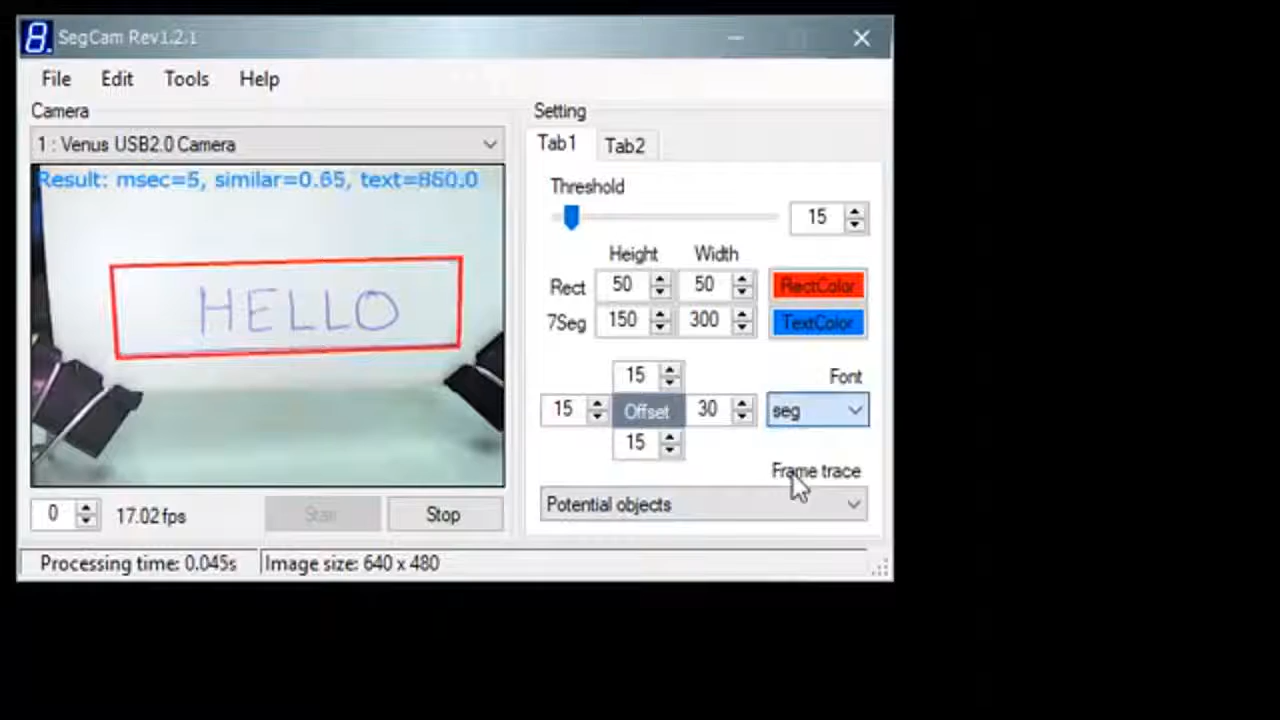 SegCam Rev1.2.1
File Edit Tools Help
Camera
1 : Venus USB2.0 Camera
Result: msec=5, similar=0.65, text=860.0
HELLO
0 17.02 fps Start Stop
Processing time: 0.045s Image size: 640 x 480
Setting
Tab1 Tab2
Threshold
15
Height Width
Rect 50 50 RectColor
7Seg 150 300 TextColor
15
Font
15 Offset 30 seg
15
Frame trace
Potential objects